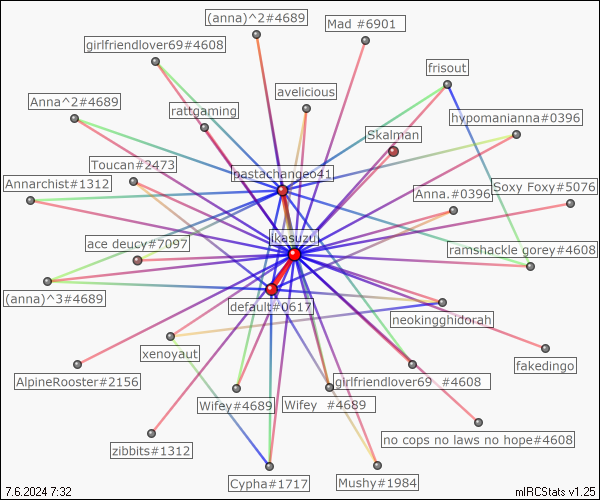 (anna)^2#4689
Mad #6901
girlfriendlover69#4608
frisout
avelicious
Anna^2#4689
rattgaming
hypomanianna#0396
Skalman
Toucan#2473
pastachangeo41
Annarchist#1312
Soxy Foxy#5076
Anna.#0396
ikasuzu
ace deucy#7097
ramshackle gorey#4608
(anna)^3#4689
default#0617
neokingghidorah
xenoyaut
fakedingo
AlpineRooster#2156
girlfriendlover69 #4608
Wifey#4689
Wifey #4689
no cops no laws no hope#4608
zibbits#1312
Cypha#1717
Mushy#1984
7.6.2024 7:32
mIRCStats v1.25